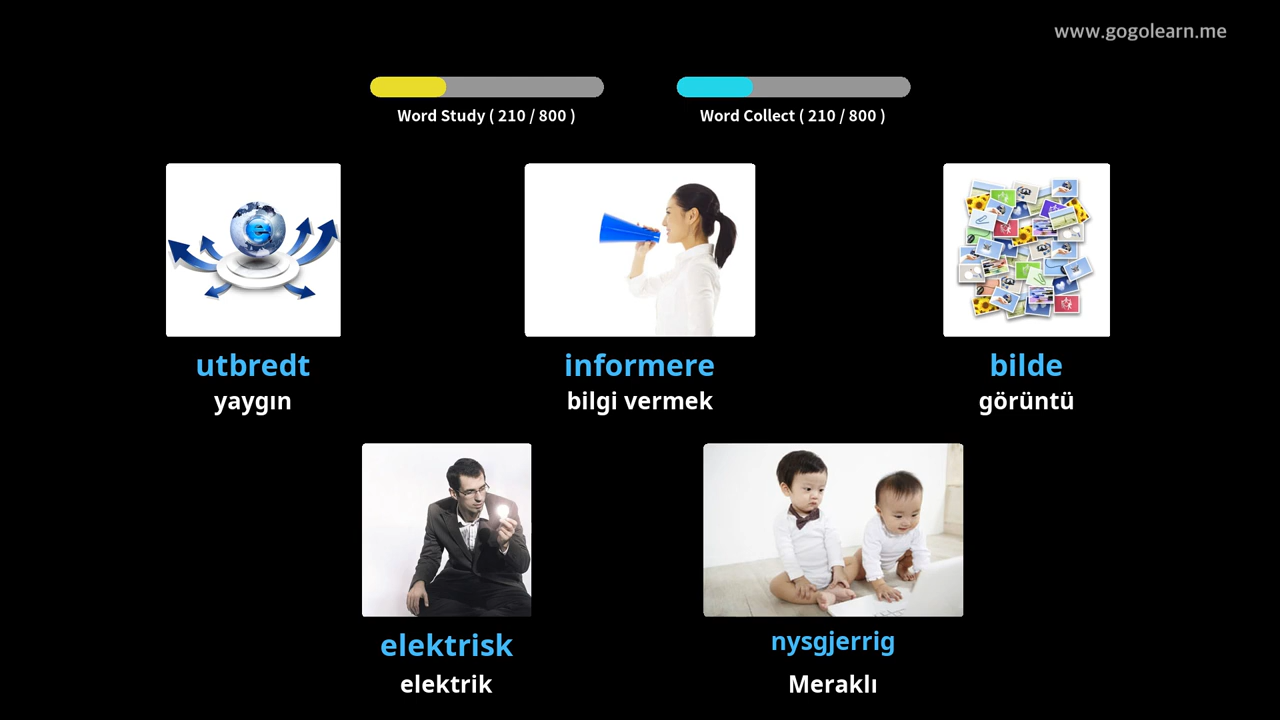 www.gogolearn.me
Word Study ( 210 / 800 )
Word Collect ( 210 / 800 )
utbredt
yaygın
informere
bilgi vermek
bilde
görüntü
elektrisk
elektrik
nysgjerrig
Meraklı